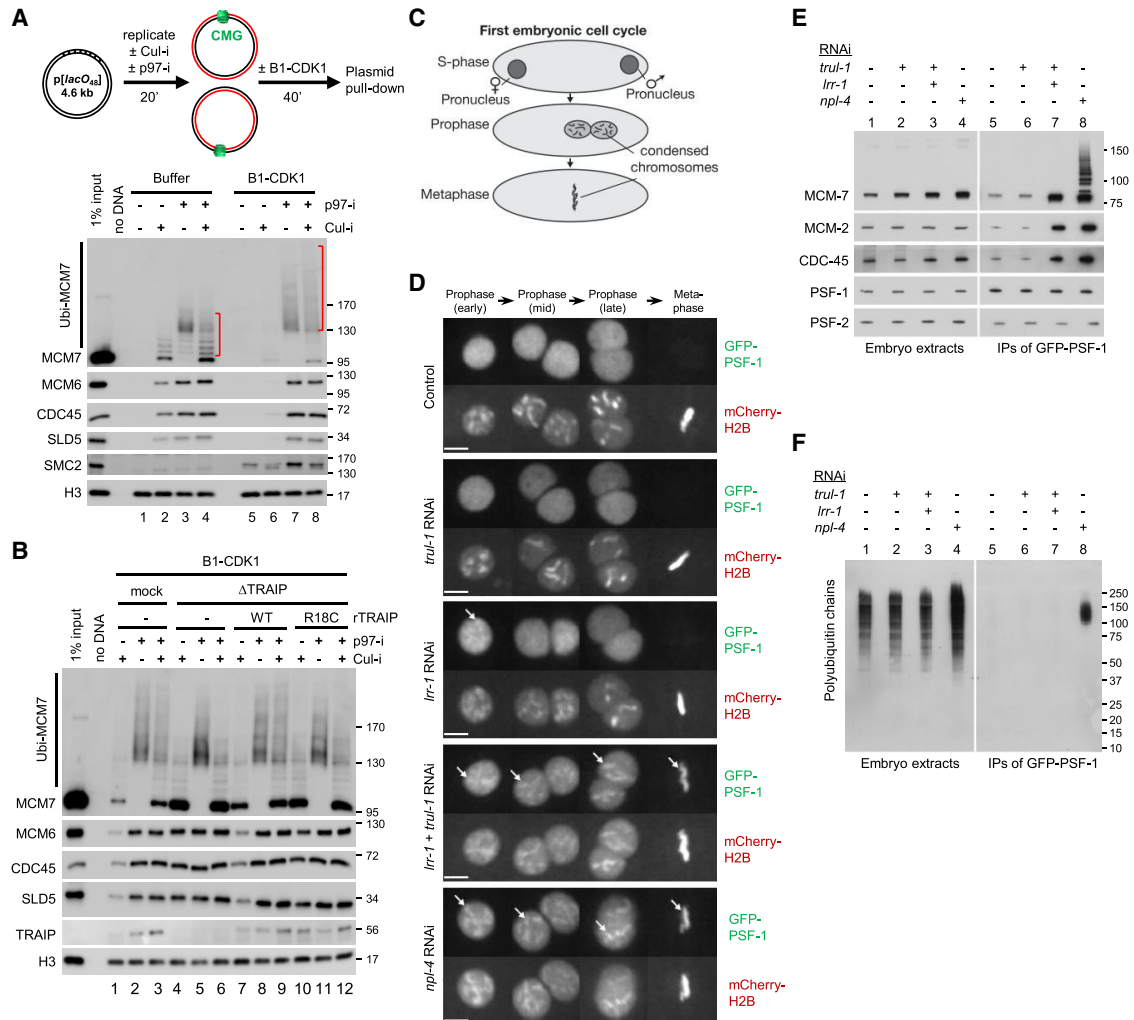 A
p[lacO48]
4.6 kb
replicate
± Cul-i
± p97-i
20’
CMG
± B1-CDK1
40’
Plasmid
pull-down
1% input
no DNA
Buffer
B1-CDK1
- - + + - - + + p97-i
- + - + - + - + Cul-i
Ubi-MCM7
170
130
MCM7
95
MCM6
130
95
CDC45
72
SLD5
34
SMC2
170
130
H3
17
1 2 3 4 5 6 7 8
B
B1-CDK1
mock
ΔTRAIP
- - WT R18C rTRAIP
1% input
no DNA
- + + - + + - + + - + + p97-i
+ - + + - + + - + + - + Cul-i
Ubi-MCM7
170
130
MCM7
95
MCM6
130
CDC45
72
SLD5
34
TRAIP
56
H3
17
1 2 3 4 5 6 7 8 9 10 11 12
C
First embryonic cell cycle
S-phase
♀
Pronucleus
♂
Pronucleus
Prophase
condensed
chromosomes
Metaphase
D
Prophase (early)
Prophase (mid)
Prophase (late)
Meta-phase
Control
GFP-PSF-1
mCherry-H2B
trul-1 RNAi
GFP-PSF-1
mCherry-H2B
lrr-1 RNAi
GFP-PSF-1
mCherry-H2B
lrr-1 + trul-1 RNAi
GFP-PSF-1
mCherry-H2B
npl-4 RNAi
GFP-PSF-1
mCherry-H2B
E
RNAi
trul-1 - + + - - + + -
lrr-1 - - + - - - + -
npl-4 - - - + - - - +
1 2 3 4 5 6 7 8
150
100
MCM-7
75
MCM-2
CDC-45
PSF-1
PSF-2
Embryo extracts
IPs of GFP-PSF-1
F
RNAi
trul-1 - + + - - + + -
lrr-1 - - + - - - + -
npl-4 - - - + - - - +
1 2 3 4 5 6 7 8
Polyubiquitin chains
250
150
100
75
50
37
25
20
15
10
Embryo extracts
IPs of GFP-PSF-1